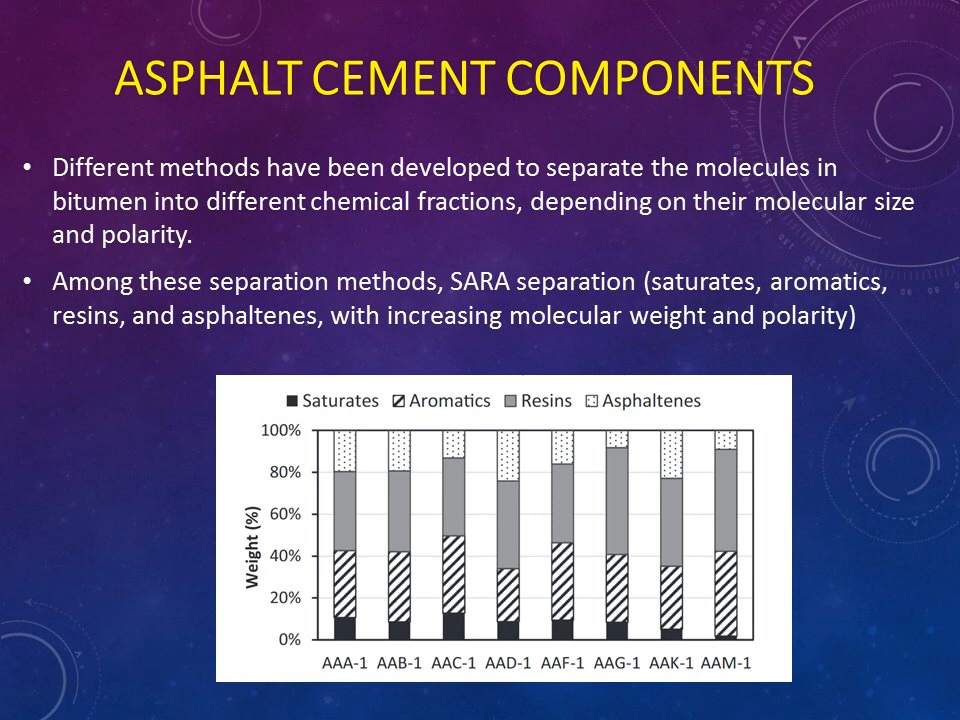 ASPHALT CEMENT COMPONENTS
• Different methods have been developed to separate the molecules in
bitumen into different chemical fractions, depending on their molecular size
and polarity.
• Among these separation methods, SARA separation (saturates, aromatics,
resins, and asphaltenes, with increasing molecular weight and polarity)
Saturates Aromatics Resins Asphaltenes
100%
80%
60%
40%
20%
0%
Weight (%)
AAA-1 AAB-1 AAC-1 AAD-1 AAF-1 AAG-1 AAK-1 AAM-1